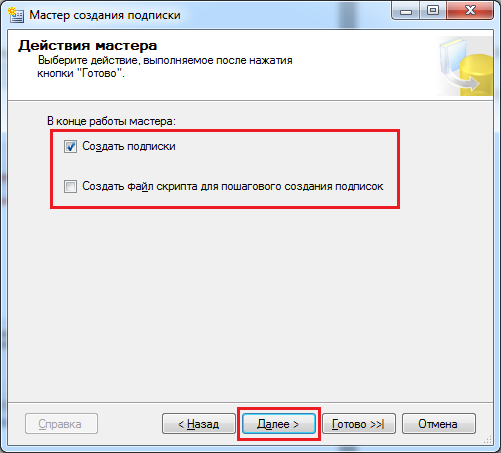 Мастер создания подписки
Действия мастера
Выберите действие, выполняемое после нажатия
кнопки "Готово".
В конце работы мастера:
Создать подписки
Создать файл скрипта для пошагового создания подписок
Справка
< Назад
Далее >
Готово >>|
Отмена